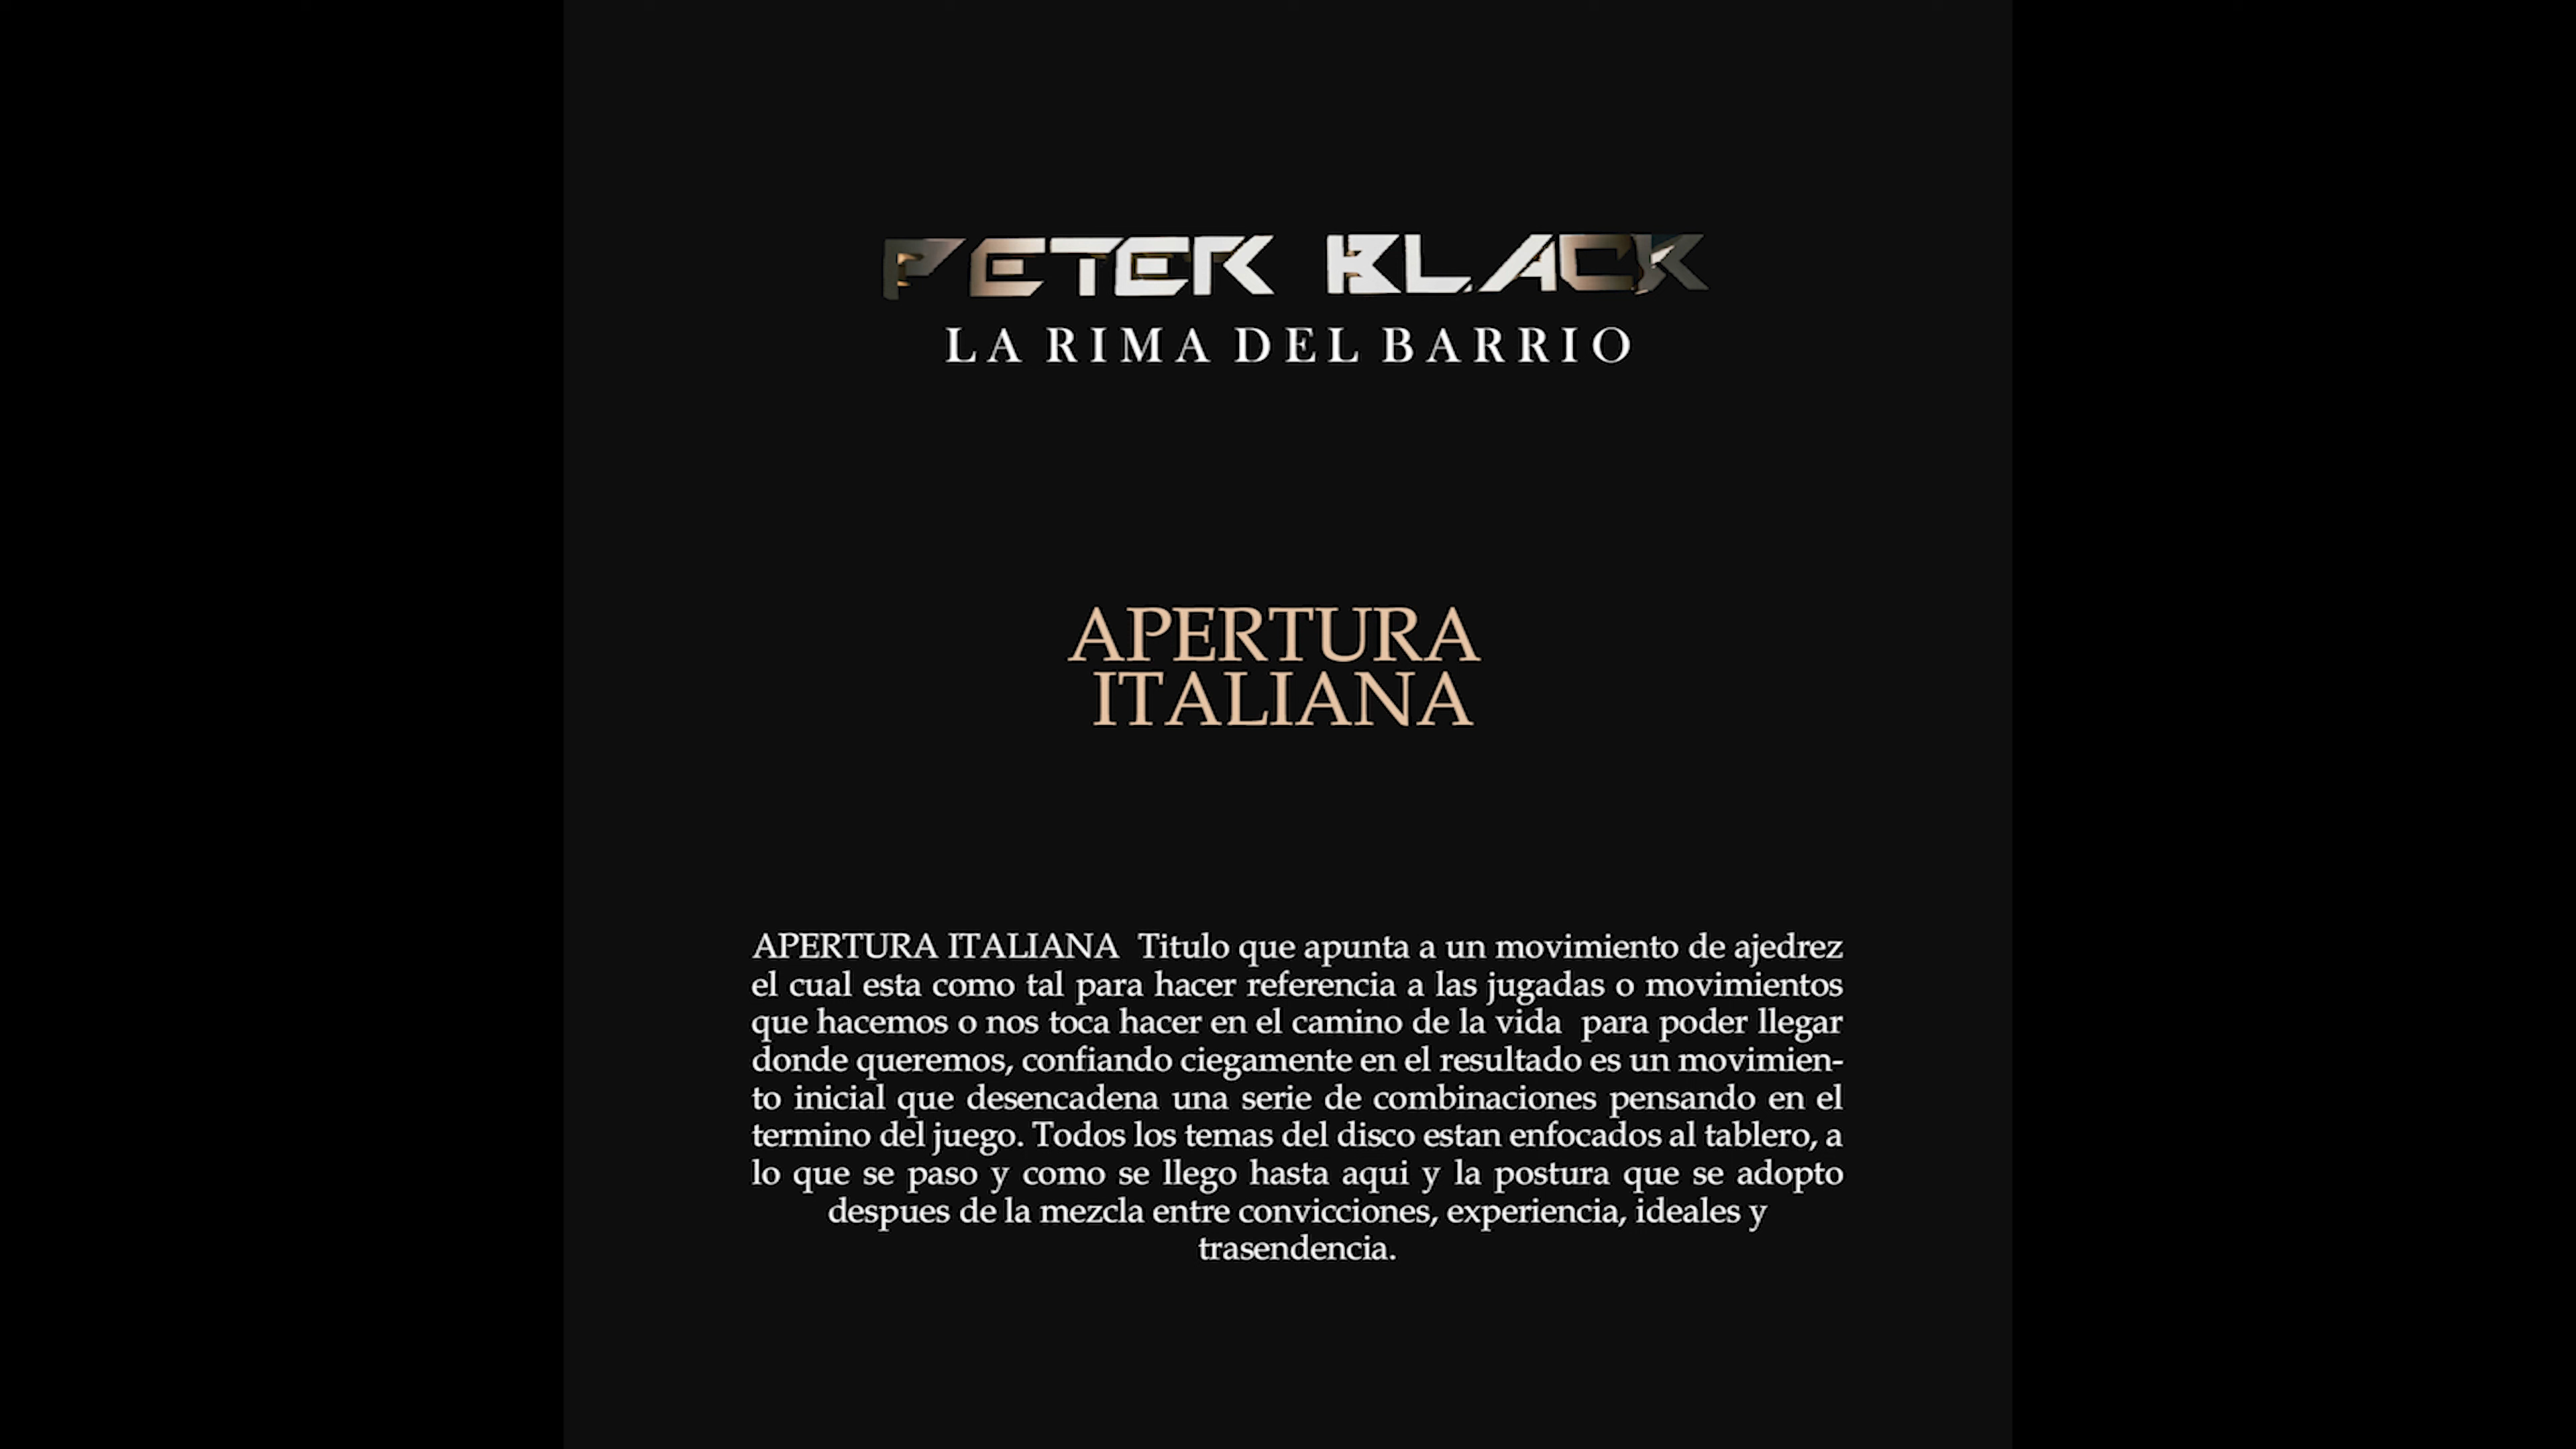 PETER BLACK
LA RIMA DEL BARRIO
APERTURA
ITALIANA
APERTURA ITALIANA  Titulo que apunta a un movimiento de ajedrez
el cual esta como tal para hacer referencia a las jugadas o movimientos
que hacemos o nos toca hacer en el camino de la vida  para poder llegar
donde queremos, confiando ciegamente en el resultado es un movimien-
to inicial que desencadena una serie de combinaciones pensando en el
termino del juego. Todos los temas del disco estan enfocados al tablero, a
lo que se paso y como se llego hasta aqui y la postura que se adopto
despues de la mezcla entre convicciones, experiencia, ideales y
trasendencia.